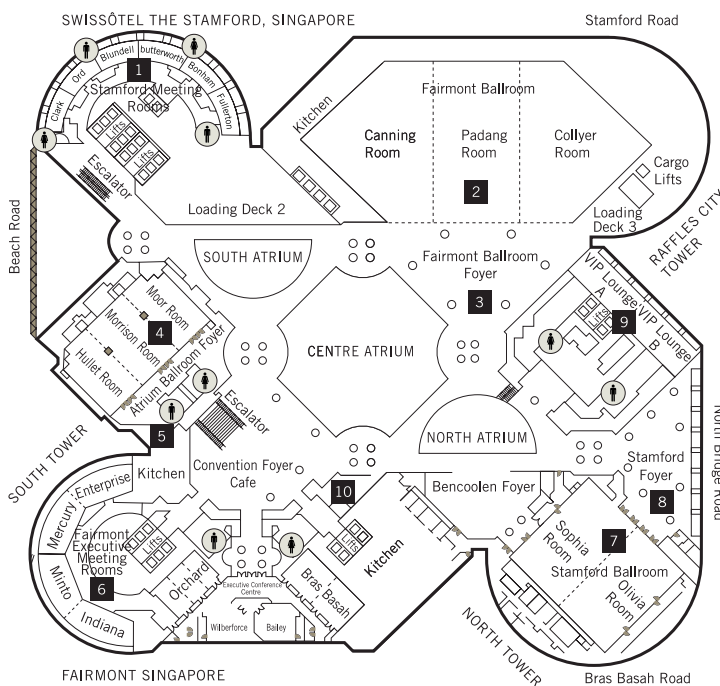 SWISSÔTEL THE STAMFORD, SINGAPORE
Stamford Road
Clark
Ord
Blundell
butterworth
Bonham
Fullerton
1
Stamford Meeting
Rooms
Lifts
Escalator
Loading Deck 2
Kitchen
Fairmont Ballroom
Canning
Room
Padang
Room
Collyer
Room
2
Cargo
Lifts
Loading
Deck 3
RAFFLES CITY
TOWER
Beach Road
SOUTH ATRIUM
Fairmont Ballroom
Foyer
3
VIP Lounge
A
VIP Lounge
B
Lifts
9
Moor Room
Morrison Room
Hullet Room
4
Atrium Ballroom Foyer
CENTRE ATRIUM
Escalator
NORTH ATRIUM
North Bridge Road
SOUTH TOWER
5
Kitchen
Convention Foyer
Cafe
10
Bencoolen Foyer
Stamford
Foyer
8
Enterprise
Mercury
Minto
Indiana
Fairmont
Executive
Meeting
Rooms
Lifts
6
Orchard
Executive Conference
Centre
Wilberforce
Bailey
Bras Basah
Lifts
Kitchen
Sophia
Room
7
Stamford Ballroom
Olivia
Room
NORTH TOWER
FAIRMONT SINGAPORE
Bras Basah Road